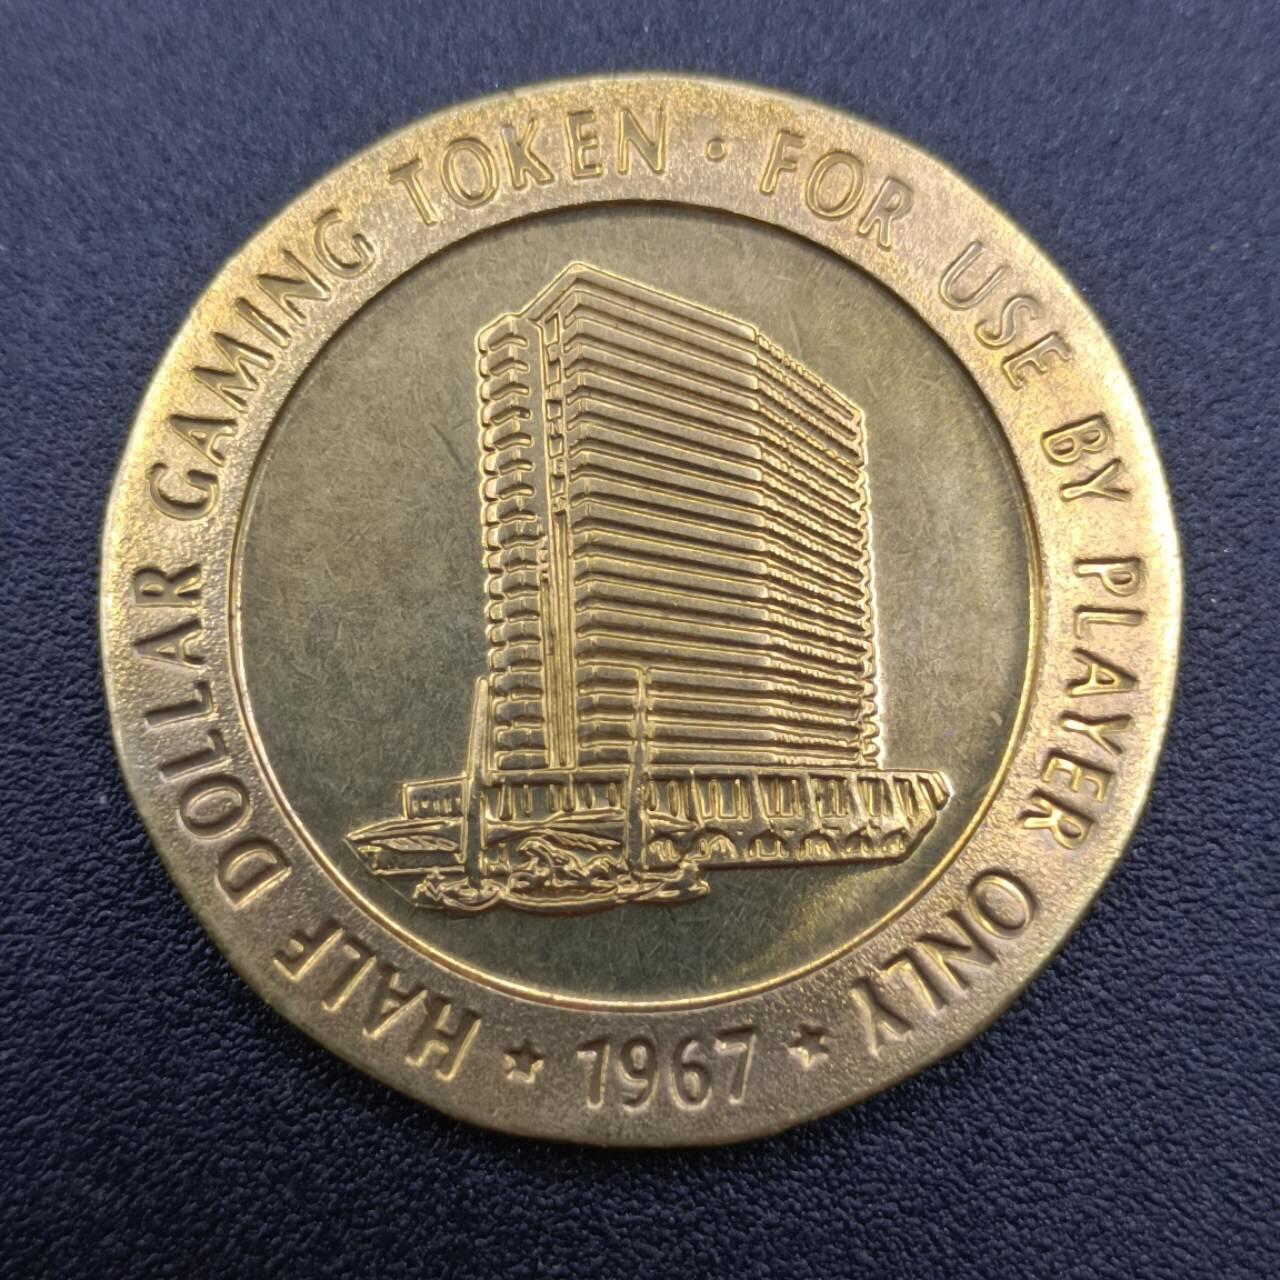 HALF DOLLAR GAMING TOKEN · FOR USE BY PLAYER ONLY
★ 1967 ★